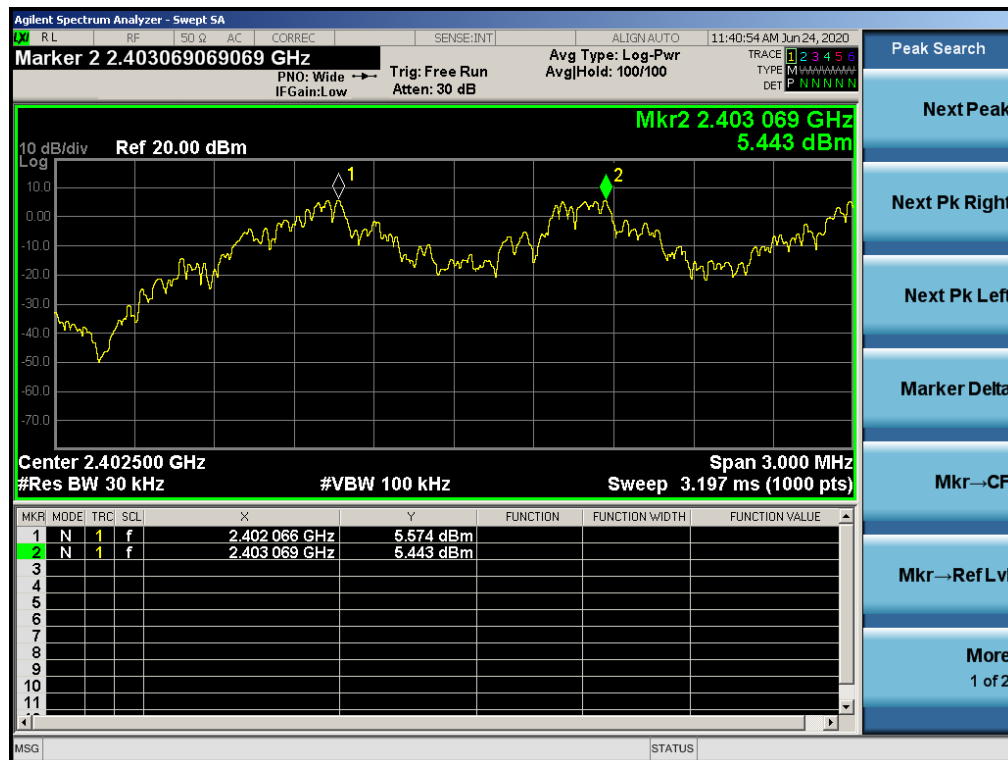 Agilent Spectrum Analyzer - Swept SA
LXI RL RF 50 Ω AC CORREC SENSE:INT ALIGN AUTO 11:40:54 AM Jun 24, 2020
Marker 2 2.403069069069 GHz
PNO: Wide
IFGain:Low
Trig: Free Run
Atten: 30 dB
Avg Type: Log-Pwr
Avg|Hold: 100/100
TRACE 1 2 3 4 5 6
TYPE M
DET P N N N N N
Mkr2 2.403 069 GHz
5.443 dBm
10 dB/div Ref 20.00 dBm
Log
10.0
0.00
-10.0
-20.0
-30.0
-40.0
-50.0
-60.0
-70.0
1
2
Center 2.402500 GHz Span 3.000 MHz
#Res BW 30 kHz #VBW 100 kHz Sweep 3.197 ms (1000 pts)
MKR MODE TRC SCL X Y FUNCTION FUNCTION WIDTH FUNCTION VALUE
1 N 1 f 2.402 066 GHz 5.574 dBm
2 N 1 f 2.403 069 GHz 5.443 dBm
3
4
5
6
7
8
9
10
11
MSG STATUS
Peak Search
Next Peak
Next Pk Right
Next Pk Left
Marker Delta
Mkr→CF
Mkr→Ref Lvl
More
1 of 2